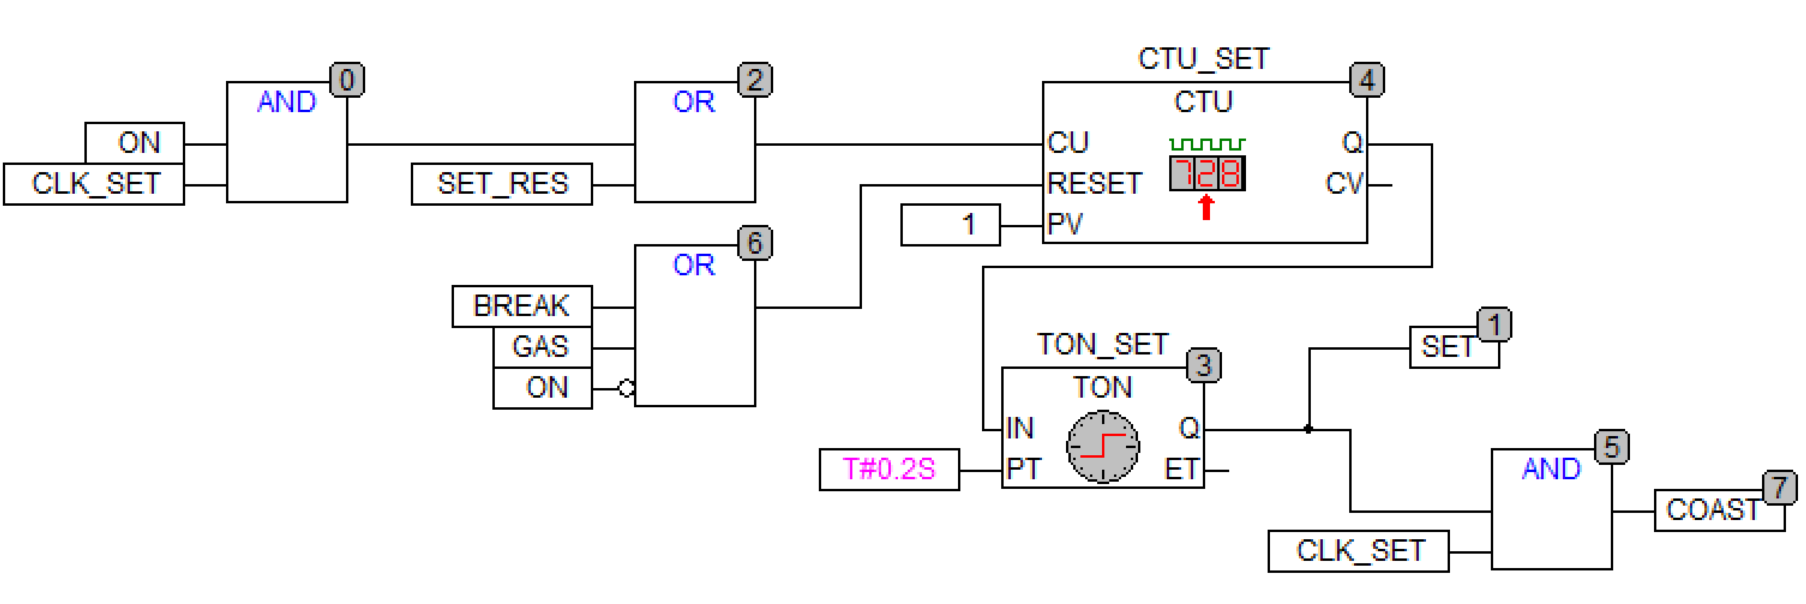 CTU_SET
0
2
4
AND
OR
CTU
ON
CU
Q
CLK_SET
SET_RES
RESET
728
CV
1
PV
6
OR
BREAK
GAS
ON
TON_SET
3
TON
1
SET
IN
Q
T#0.2S
PT
ET
5
AND
7
COAST
CLK_SET